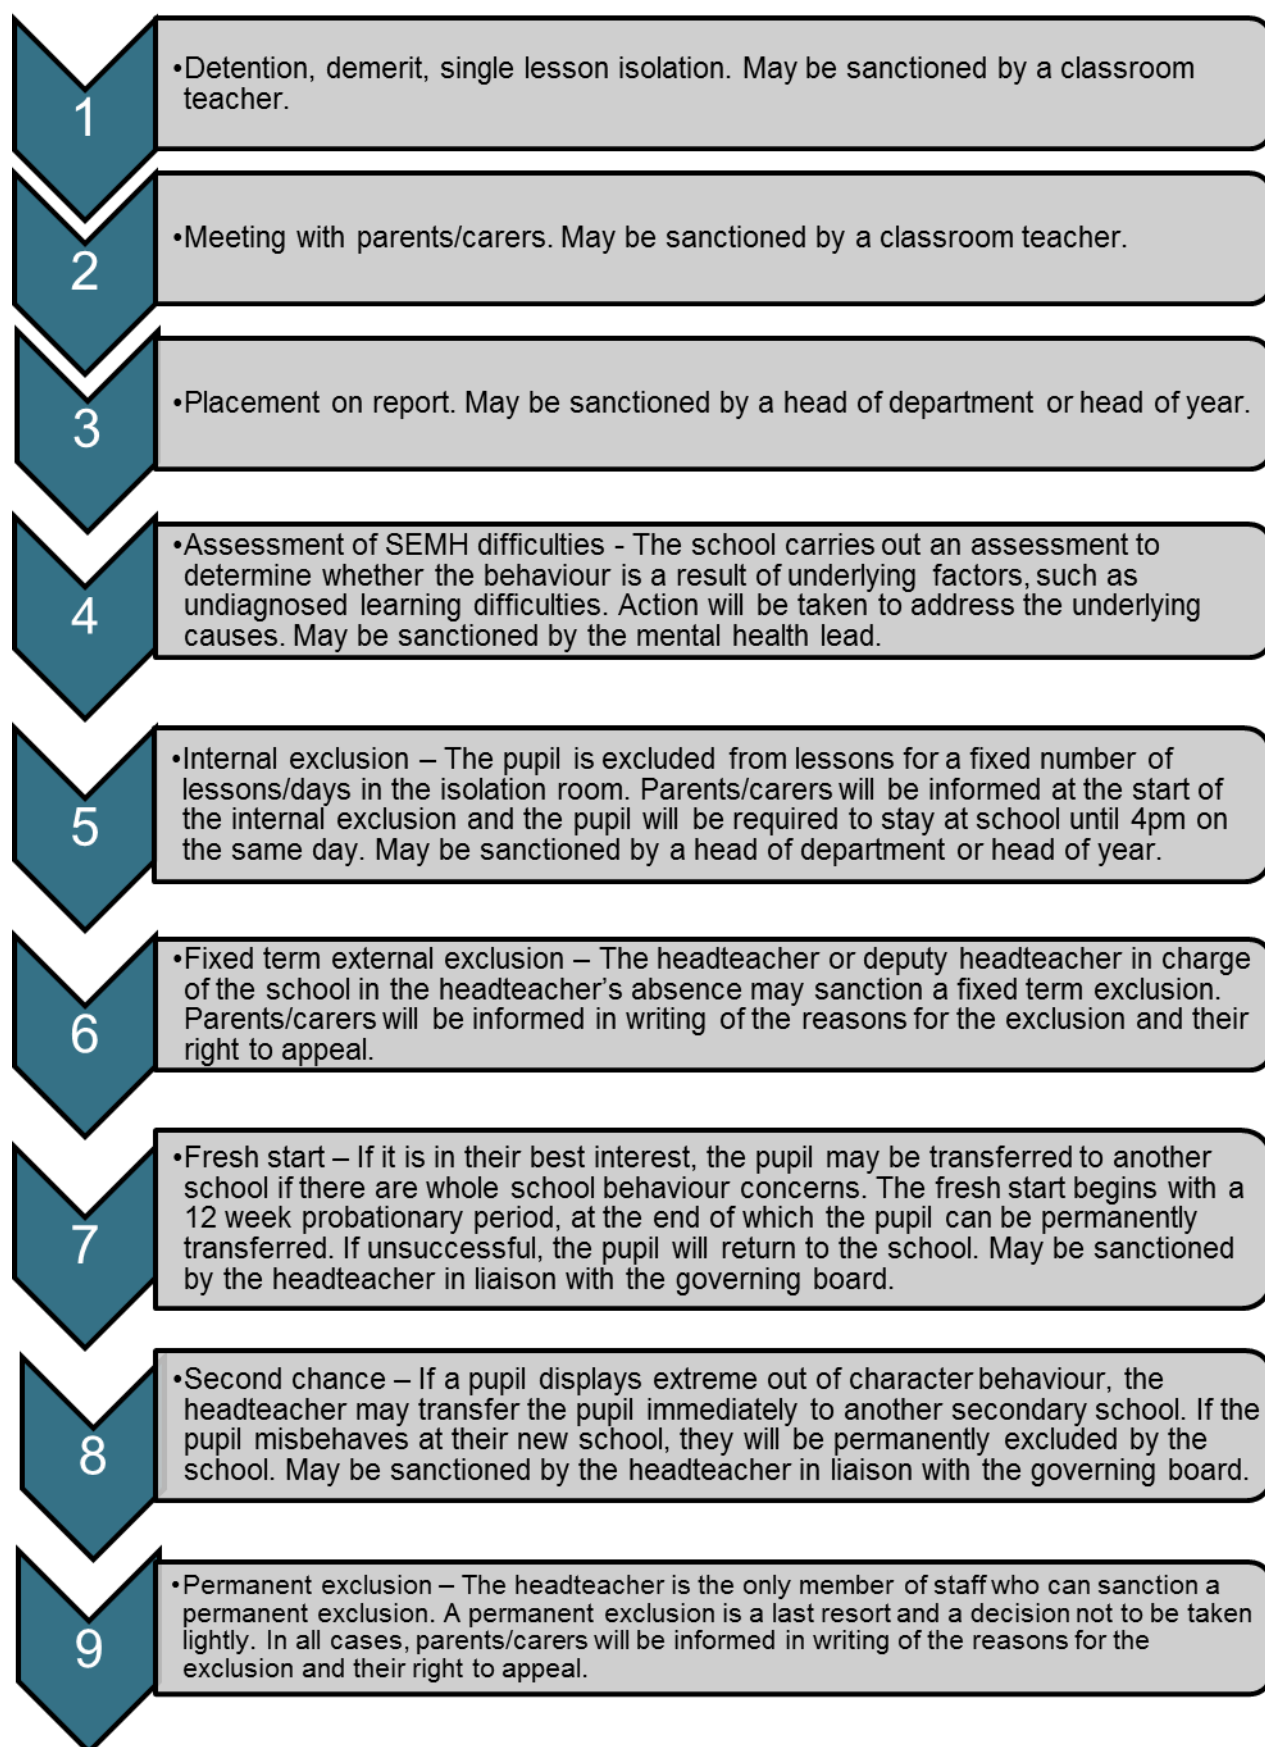 1
•Detention, demerit, single lesson isolation. May be sanctioned by a classroom
teacher.
2
•Meeting with parents/carers. May be sanctioned by a classroom teacher.
3
•Placement on report. May be sanctioned by a head of department or head of year.
4
•Assessment of SEMH difficulties - The school carries out an assessment to
determine whether the behaviour is a result of underlying factors, such as
undiagnosed learning difficulties. Action will be taken to address the underlying
causes. May be sanctioned by the mental health lead.
5
•Internal exclusion – The pupil is excluded from lessons for a fixed number of
lessons/days in the isolation room. Parents/carers will be informed at the start of
the internal exclusion and the pupil will be required to stay at school until 4pm on
the same day. May be sanctioned by a head of department or head of year.
6
•Fixed term external exclusion – The headteacher or deputy headteacher in charge
of the school in the headteacher’s absence may sanction a fixed term exclusion.
Parents/carers will be informed in writing of the reasons for the exclusion and their
right to appeal.
7
•Fresh start – If it is in their best interest, the pupil may be transferred to another
school if there are whole school behaviour concerns. The fresh start begins with a
12 week probationary period, at the end of which the pupil can be permanently
transferred. If unsuccessful, the pupil will return to the school. May be sanctioned
by the headteacher in liaison with the governing board.
8
•Second chance – If a pupil displays extreme out of character behaviour, the
headteacher may transfer the pupil immediately to another secondary school. If the
pupil misbehaves at their new school, they will be permanently excluded by the
school. May be sanctioned by the headteacher in liaison with the governing board.
9
•Permanent exclusion – The headteacher is the only member of staff who can sanction a
permanent exclusion. A permanent exclusion is a last resort and a decision not to be taken
lightly. In all cases, parents/carers will be informed in writing of the reasons for the
exclusion and their right to appeal.